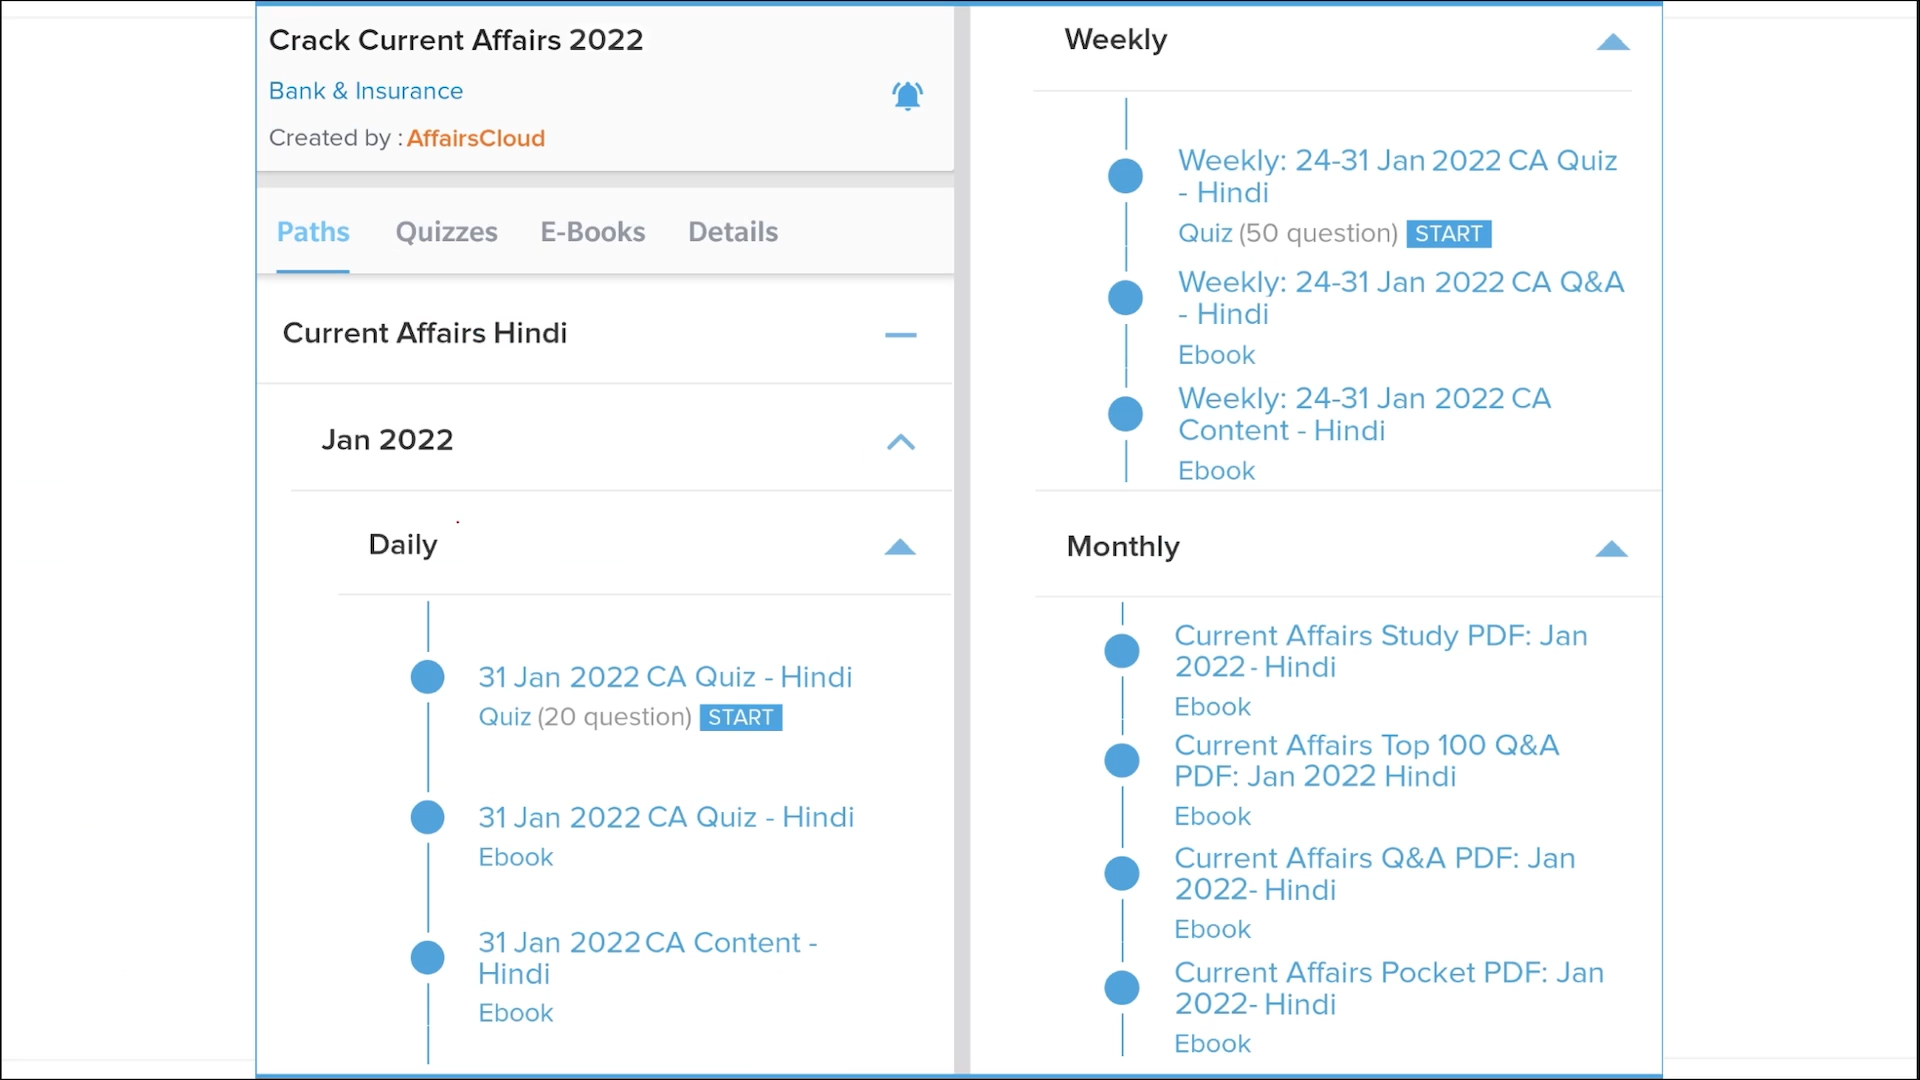 Crack Current Affairs 2022
Bank & Insurance
Created by : AffairsCloud
Paths Quizzes E-Books Details
Current Affairs Hindi
Jan 2022
Daily
31 Jan 2022 CA Quiz - Hindi
Quiz (20 question) START
31 Jan 2022 CA Quiz - Hindi
Ebook
31 Jan 2022 CA Content -
Hindi
Ebook
Weekly
Weekly: 24-31 Jan 2022 CA Quiz
- Hindi
Quiz (50 question) START
Weekly: 24-31 Jan 2022 CA Q&A
- Hindi
Ebook
Weekly: 24-31 Jan 2022 CA
Content - Hindi
Ebook
Monthly
Current Affairs Study PDF: Jan
2022 - Hindi
Ebook
Current Affairs Top 100 Q&A
PDF: Jan 2022 Hindi
Ebook
Current Affairs Q&A PDF: Jan
2022- Hindi
Ebook
Current Affairs Pocket PDF: Jan
2022- Hindi
Ebook